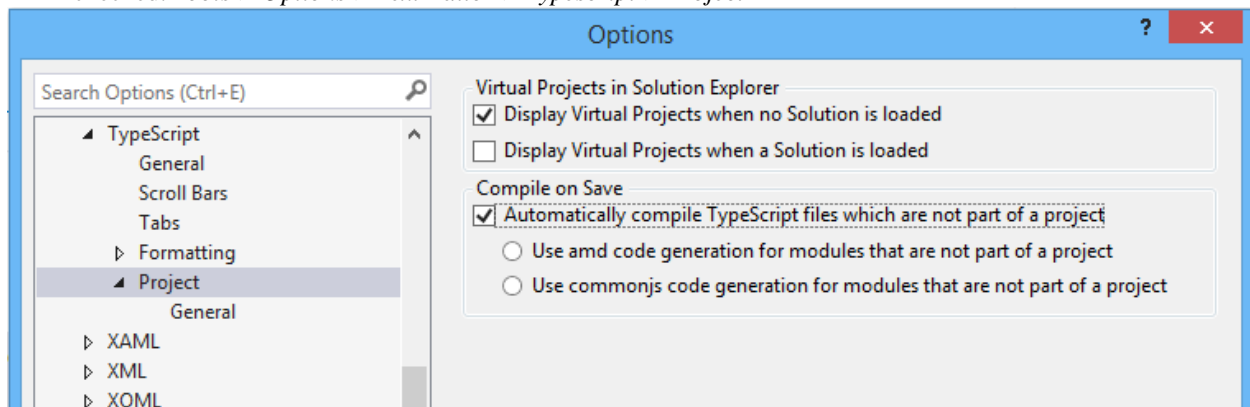 Options
?
Search Options (Ctrl+E)
TypeScript
General
Scroll Bars
Tabs
Formatting
Project
General
XAML
XML
XOML
Virtual Projects in Solution Explorer
Display Virtual Projects when no Solution is loaded
Display Virtual Projects when a Solution is loaded
Compile on Save
Automatically compile TypeScript files which are not part of a project
Use amd code generation for modules that are not part of a project
Use commonjs code generation for modules that are not part of a project